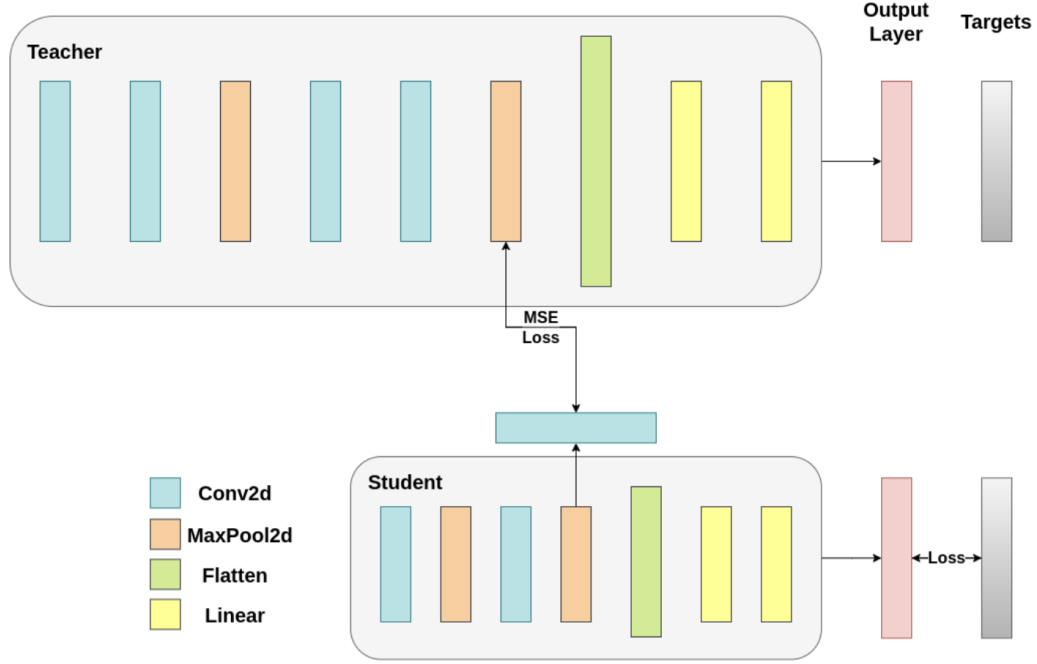 Output
Layer
Targets
Teacher
MSE
Loss
Student
Conv2d
MaxPool2d
Flatten
Linear
Loss